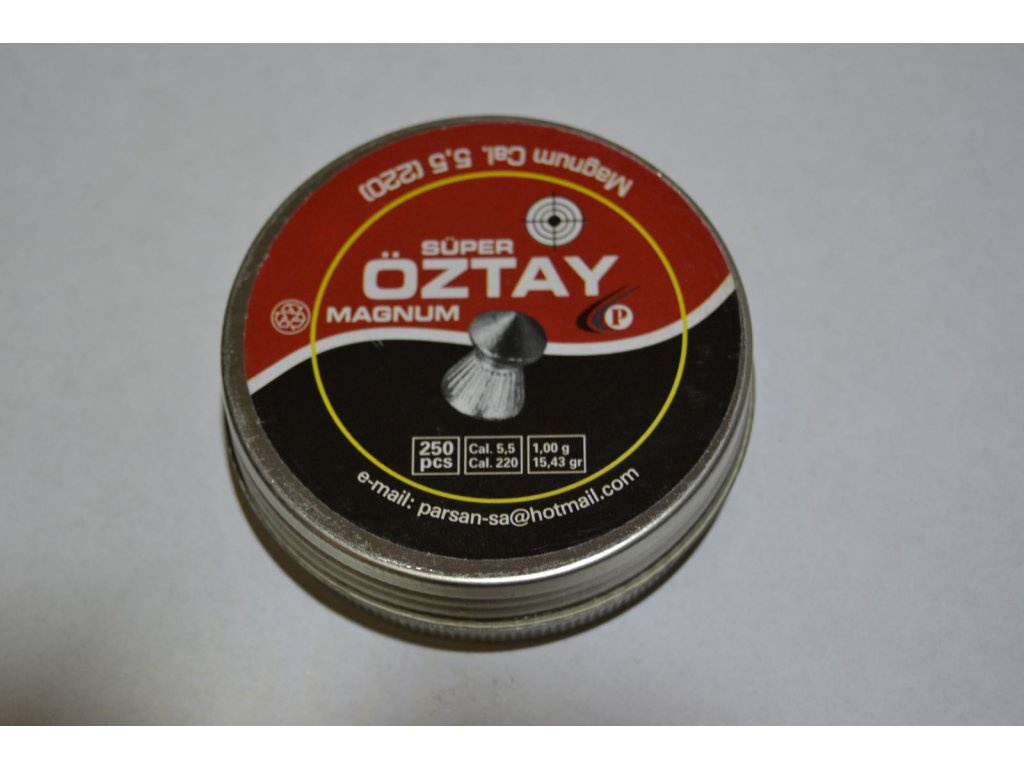 Magnum Cal. 5,5 (220)
SÜPER
ÖZTAY
MAGNUM
P
250
pcs
Cal. 5,5
Cal. 220
1,00 g
15,43 gr
e-mail: parsan-sa@hotmail.com